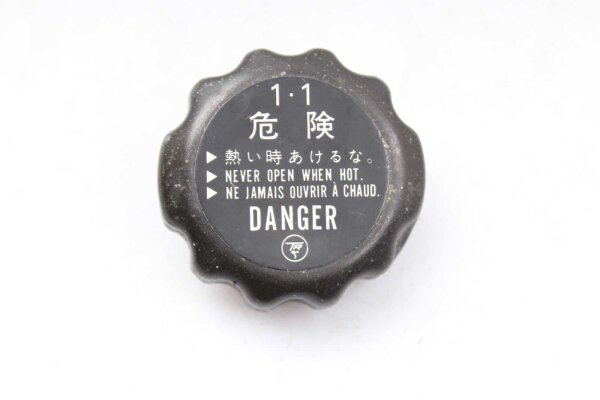 1·1
危険
▶熱い時あけるな。
▶NEVER OPEN WHEN HOT.
▶NE JAMAIS OUVRIR À CHAUD.
DANGER